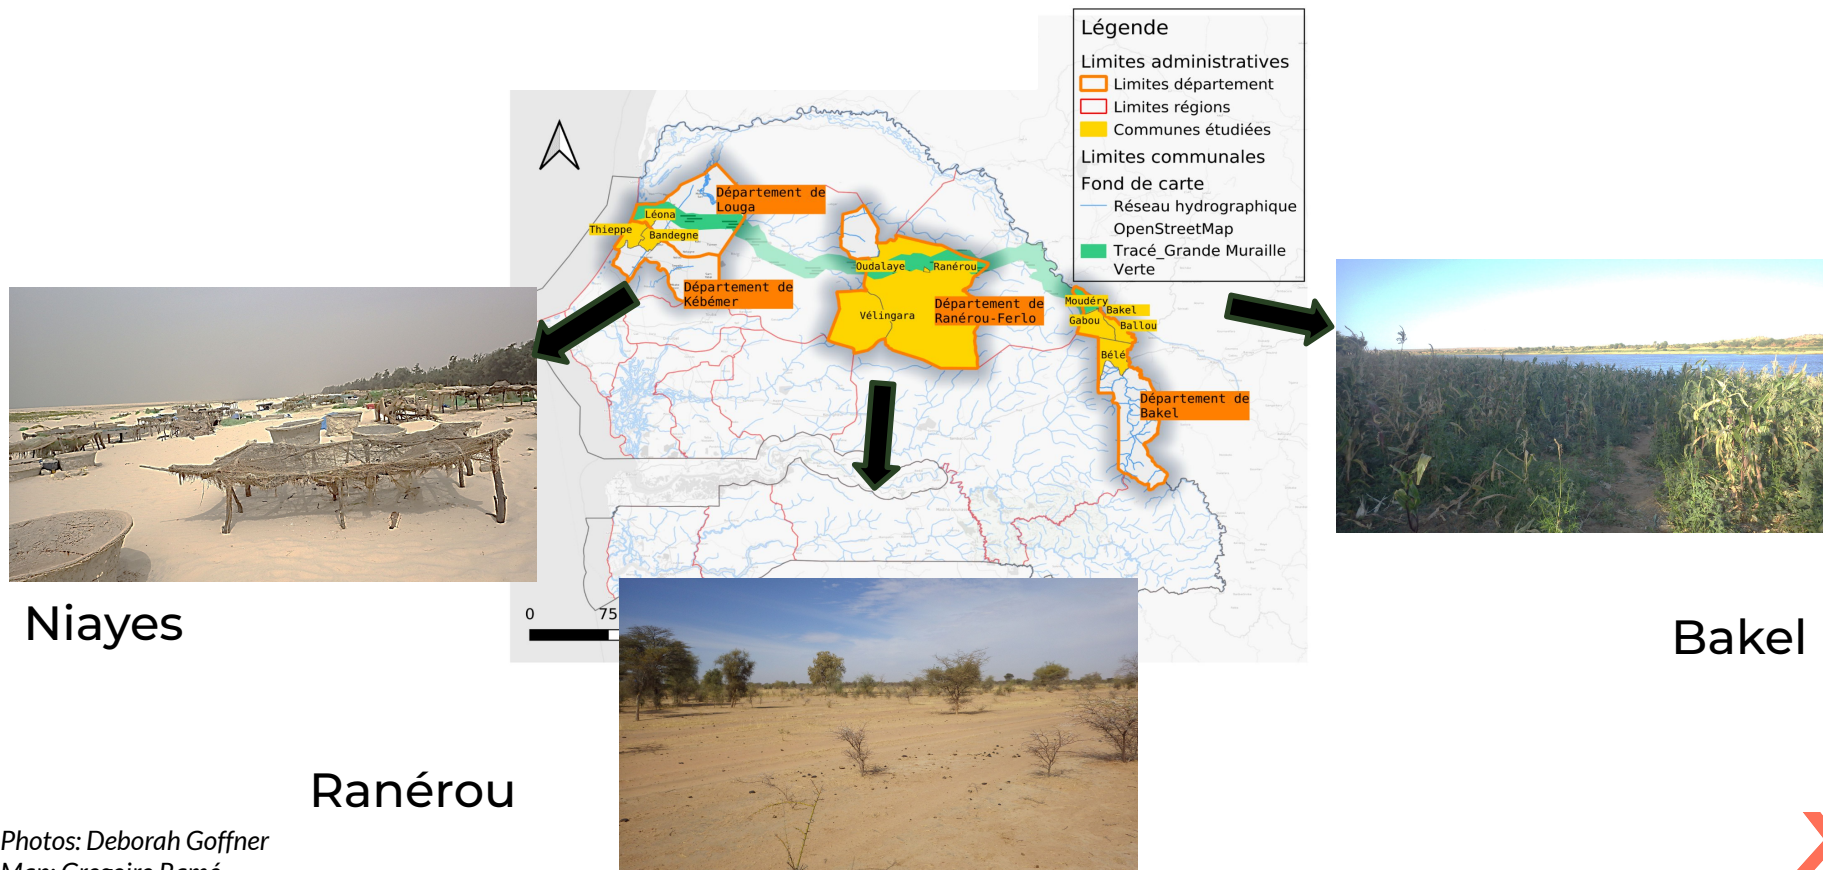 Légende
Limites administratives
Limites département
Limites régions
Communes étudiées
Limites communales
Fond de carte
Réseau hydrographique
OpenStreetMap
Tracé_Grande Muraille
Verte
Département de
Louga
Léona
Thieppe
Bandegne
Département de
Kébémer
Oudalaye
Ranérou
Vélingara
Département de
Ranérou-Ferlo
Moudéry
Bakel
Gabou
Ballou
Bélé
Département de
Bakel
0 75
Niayes
Bakel
Ranérou
Photos: Deborah Goffner